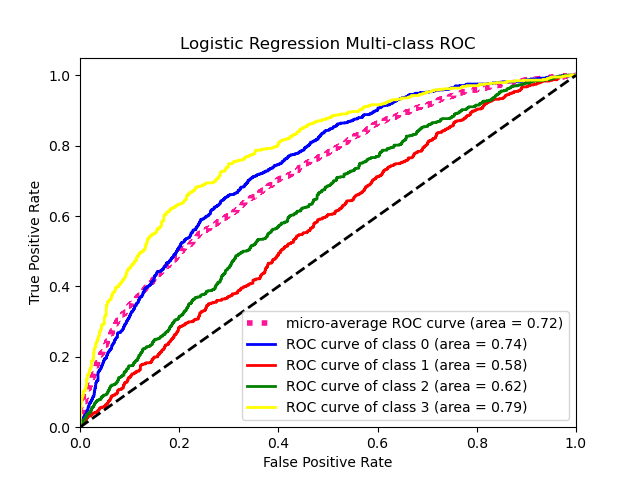 Logistic Regression Multi-class ROC
True Positive Rate
1.0
0.8
0.6
0.4
0.2
0.0
micro-average ROC curve (area = 0.72)
ROC curve of class 0 (area = 0.74)
ROC curve of class 1 (area = 0.58)
ROC curve of class 2 (area = 0.62)
ROC curve of class 3 (area = 0.79)
0.0 0.2 0.4 0.6 0.8 1.0
False Positive Rate